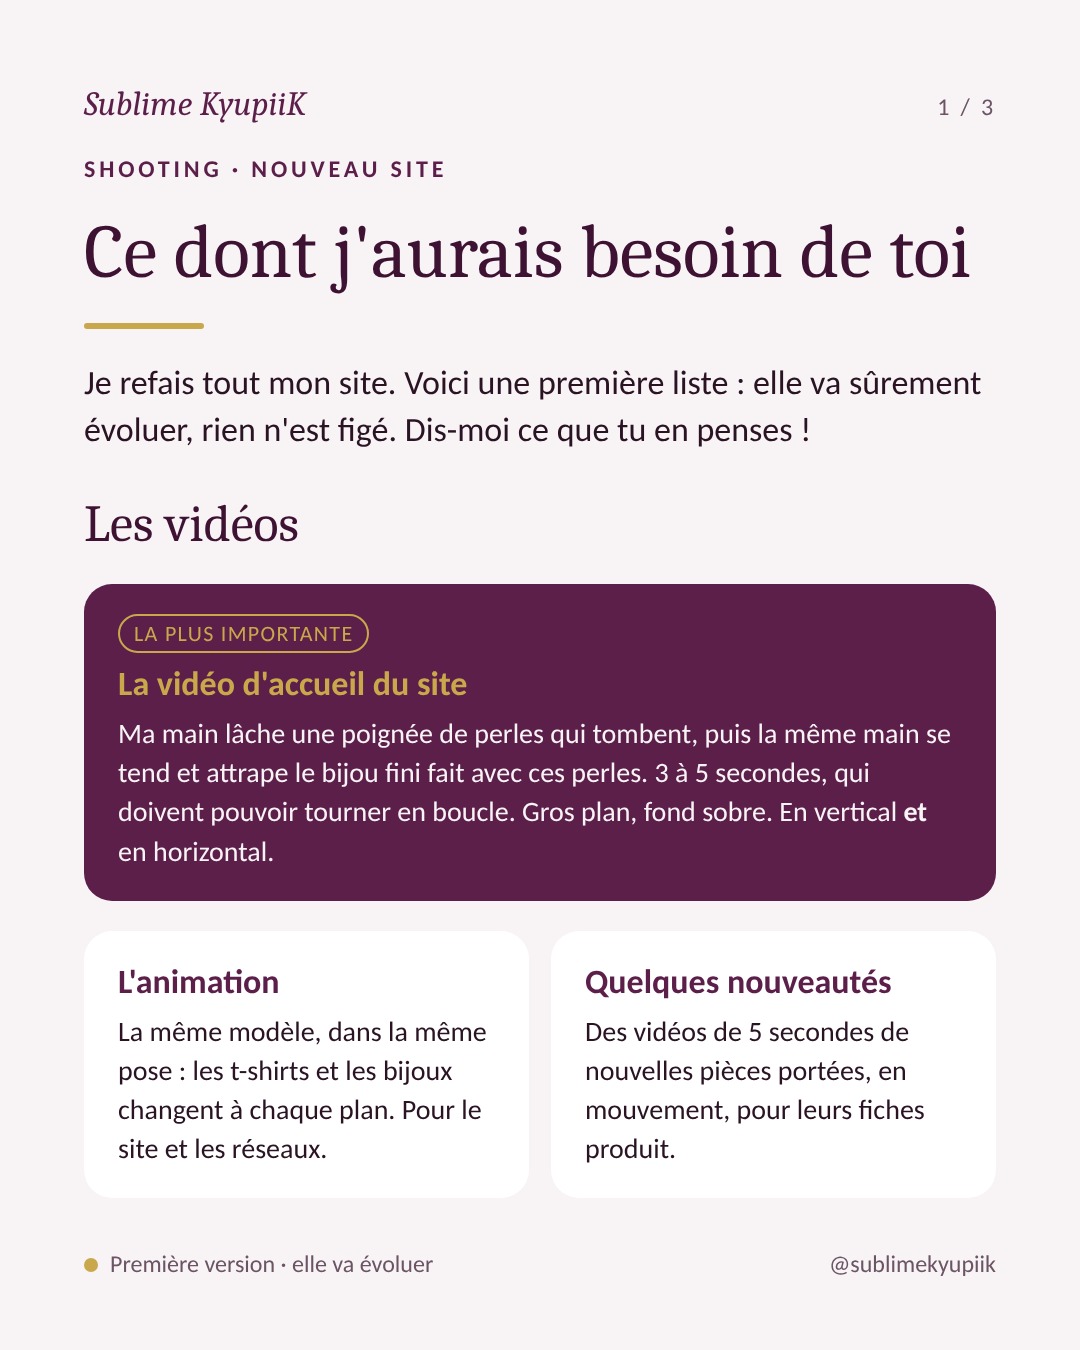 Sublime KyupiiK
1 / 3
SHOOTING · NOUVEAU SITE
Ce dont j'aurais besoin de toi
Je refais tout mon site. Voici une première liste : elle va sûrement
évoluer, rien n'est figé. Dis-moi ce que tu en penses !
Les vidéos
LA PLUS IMPORTANTE
La vidéo d'accueil du site
Ma main lâche une poignée de perles qui tombent, puis la même main se
tend et attrape le bijou fini fait avec ces perles. 3 à 5 secondes, qui
doivent pouvoir tourner en boucle. Gros plan, fond sobre. En vertical et
en horizontal.
L'animation
La même modèle, dans la même
pose : les t-shirts et les bijoux
changent à chaque plan. Pour le
site et les réseaux.
Quelques nouveautés
Des vidéos de 5 secondes de
nouvelles pièces portées, en
mouvement, pour leurs fiches
produit.
Première version · elle va évoluer
@sublimekyupiik